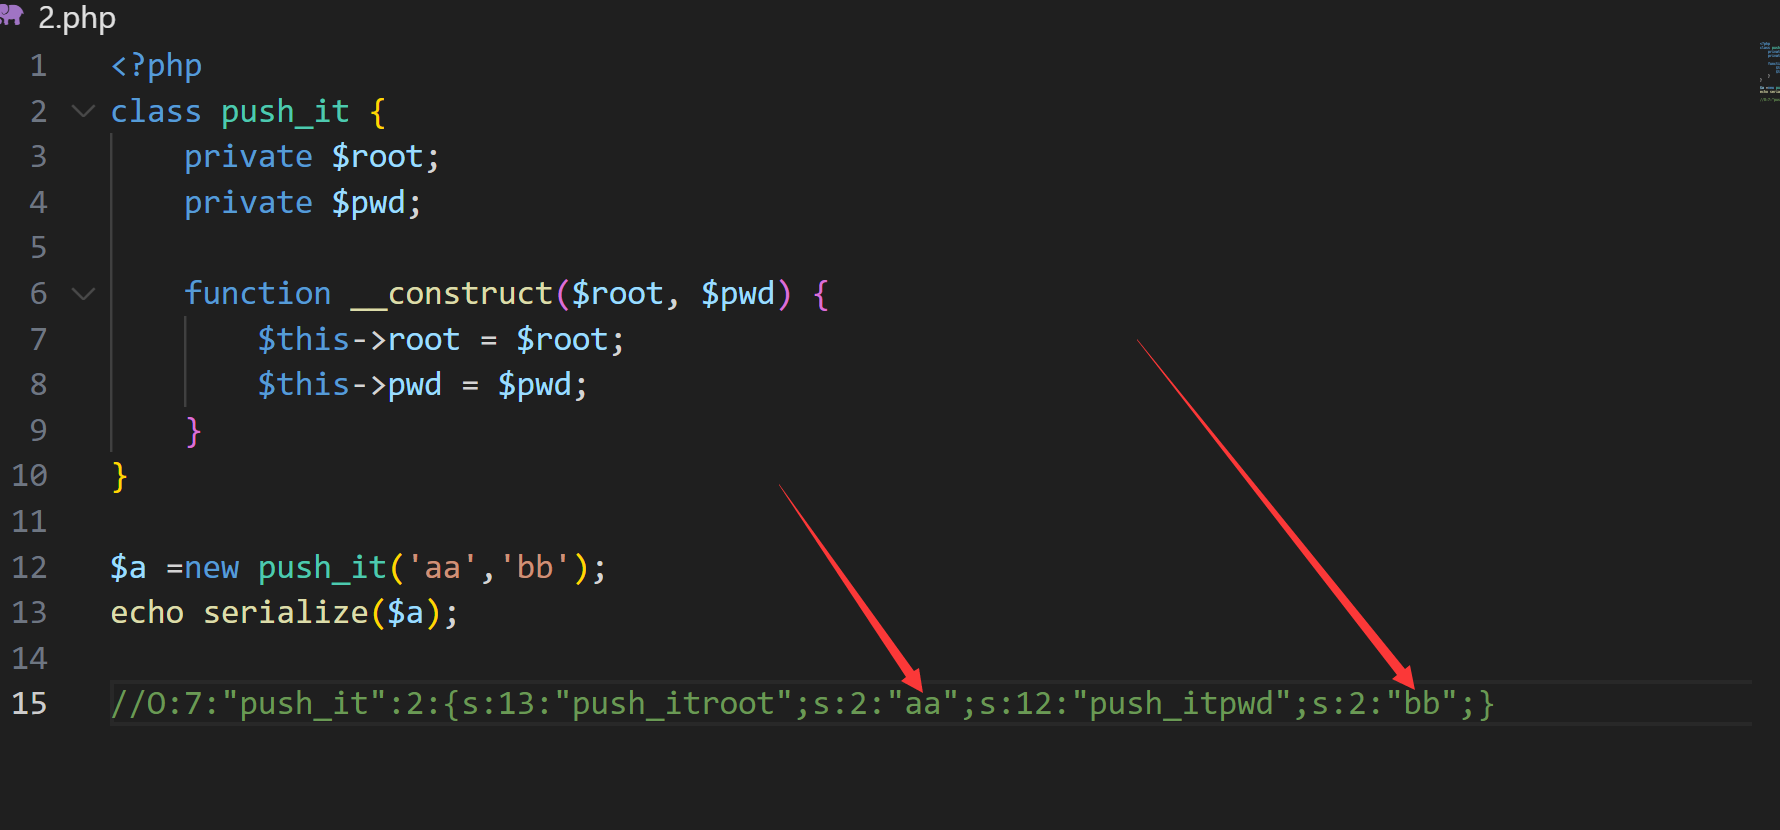 2.php
1 <?php
2 class push_it {
3     private $root;
4     private $pwd;
5
6     function __construct($root, $pwd) {
7         $this->root = $root;
8         $this->pwd = $pwd;
9     }
10 }
11
12 $a =new push_it('aa','bb');
13 echo serialize($a);
14
15 //O:7:"push_it":2:{s:13:"push_itroot";s:2:"aa";s:12:"push_itpwd";s:2:"bb";}